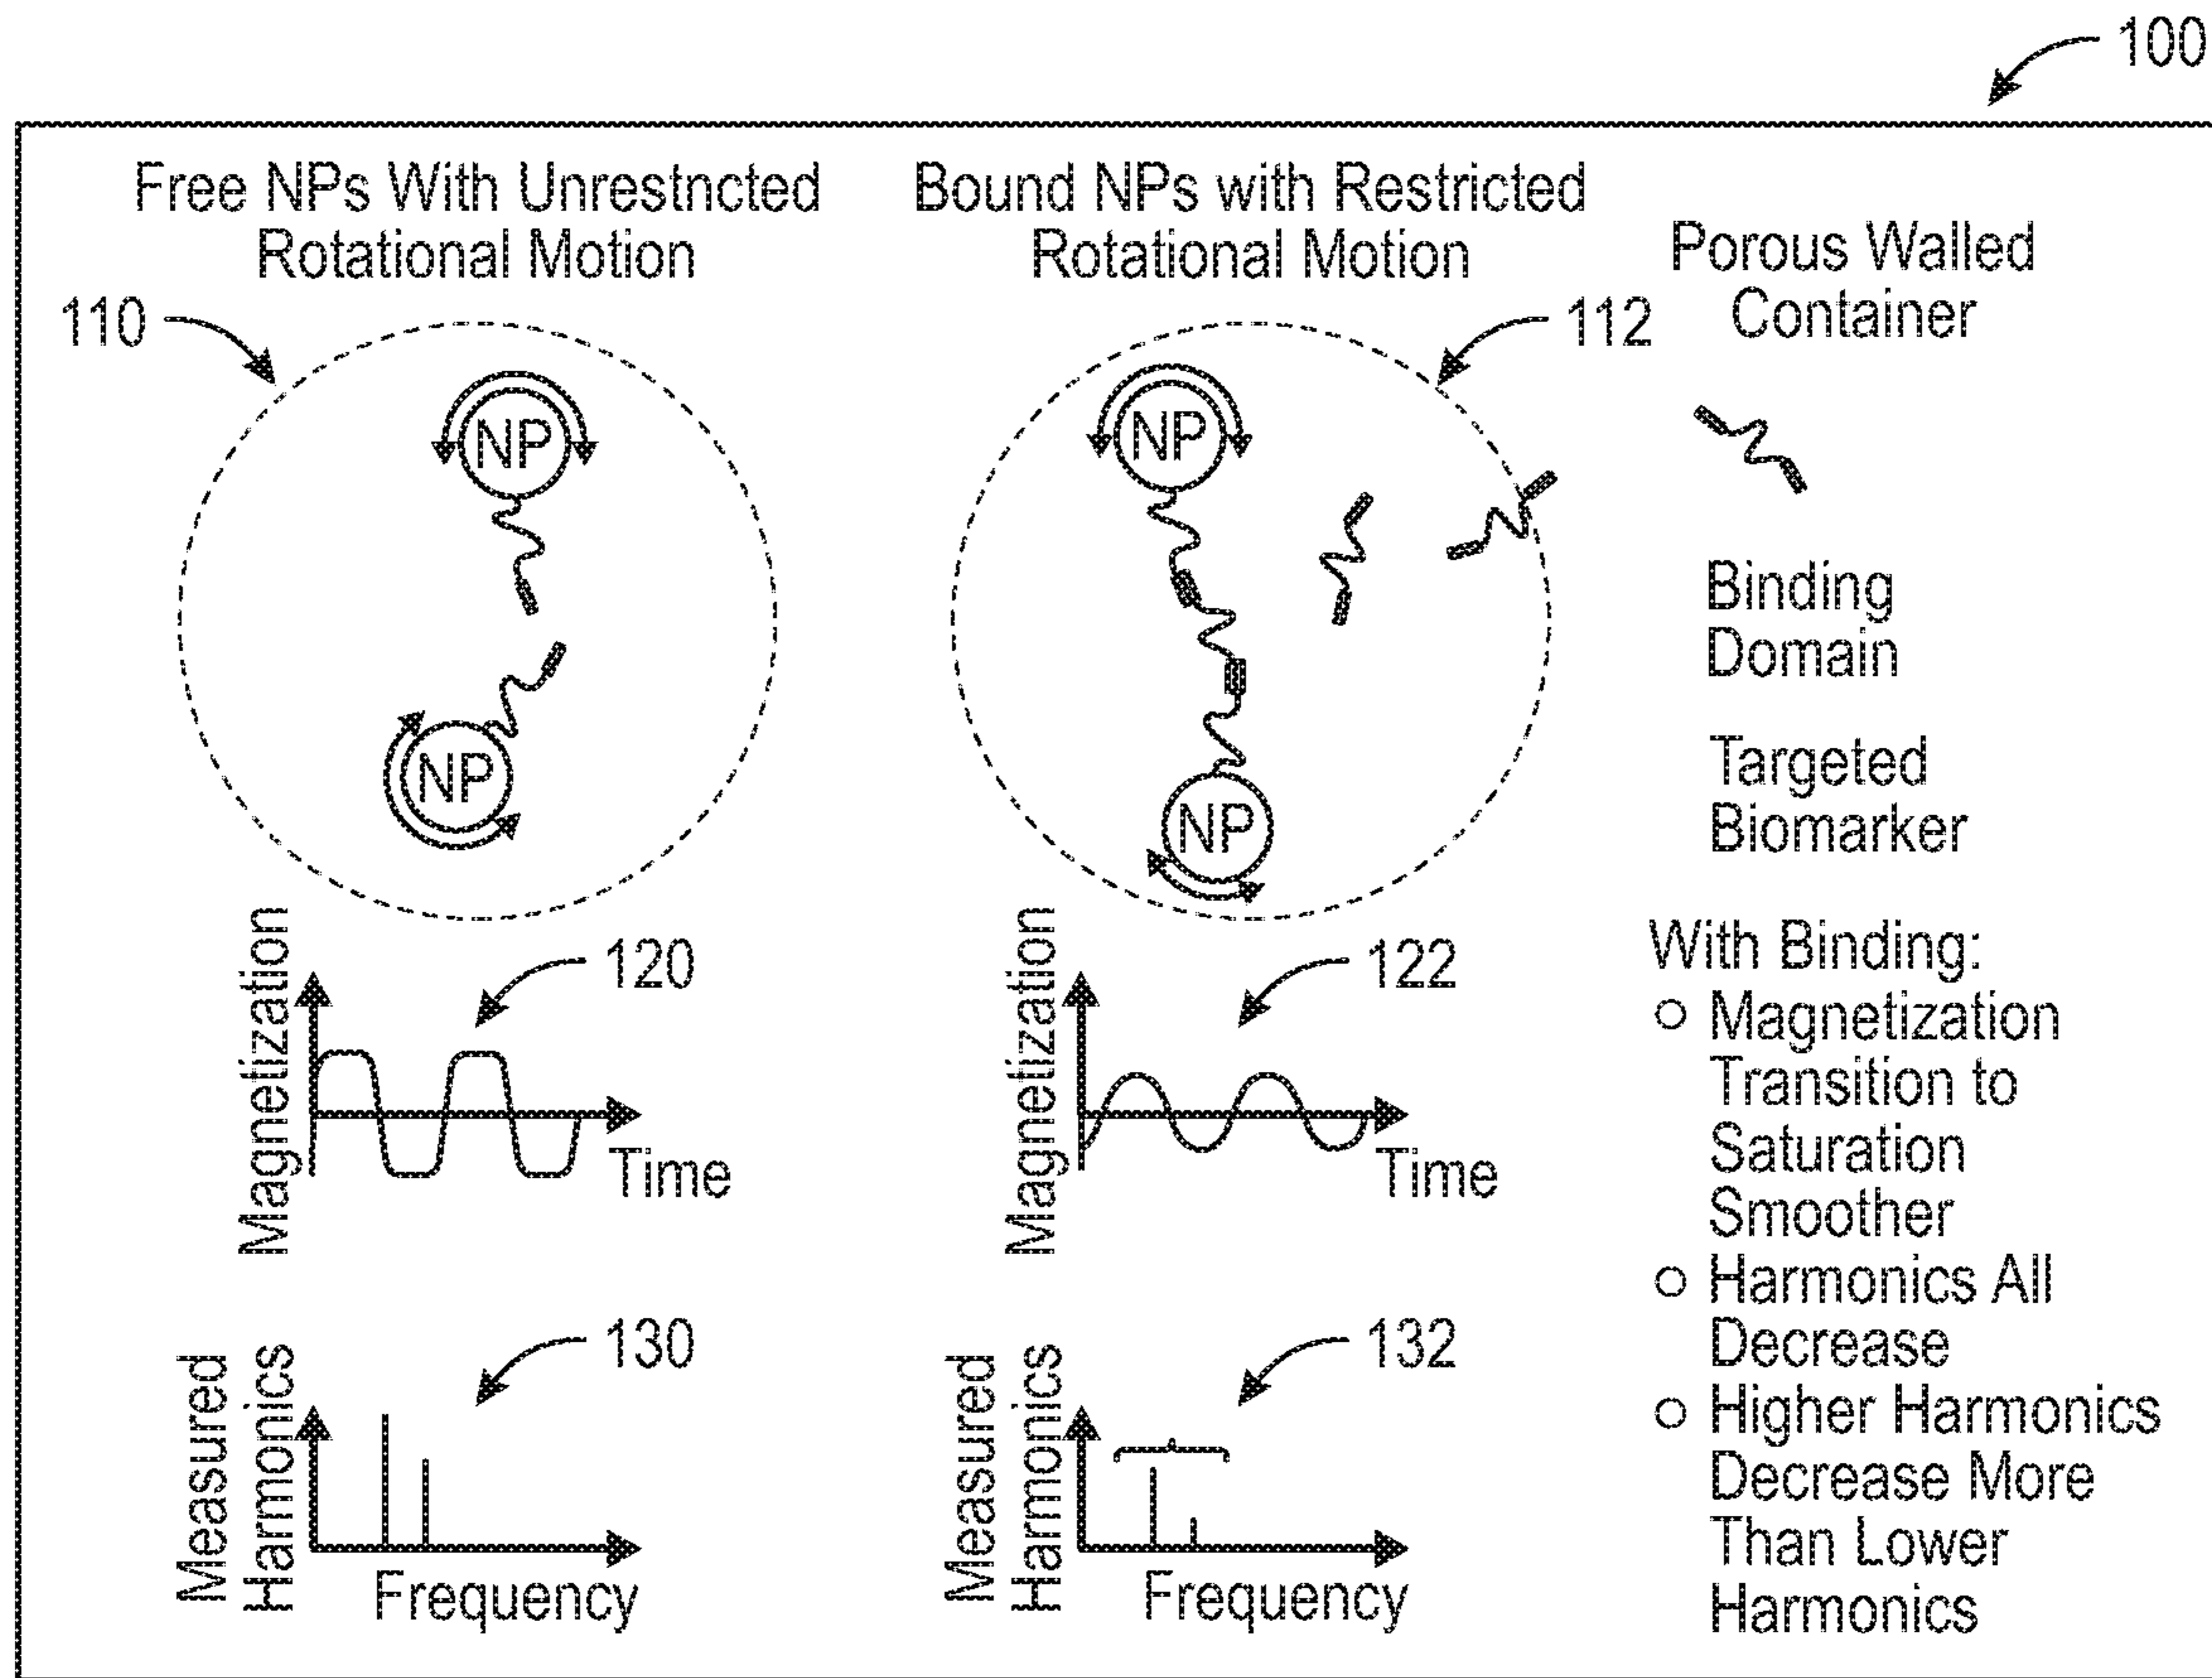 100
Free NPs With Unrestncted
Rotational Motion
Bound NPs with Restricted
Rotational Motion
Porous Walled
Container
110
112
NP
NP
NP
NP
Binding
Domain
Targeted
Biomarker
Magnetization
120
Time
Magnetization
122
Time
With Binding:
Magnetization
Transition to
Saturation
Smoother
Harmonics All
Decrease
Higher Harmonics
Decrease More
Than Lower
Harmonics
Measured
Harmonics
130
Frequency
Measured
Harmonics
132
Frequency